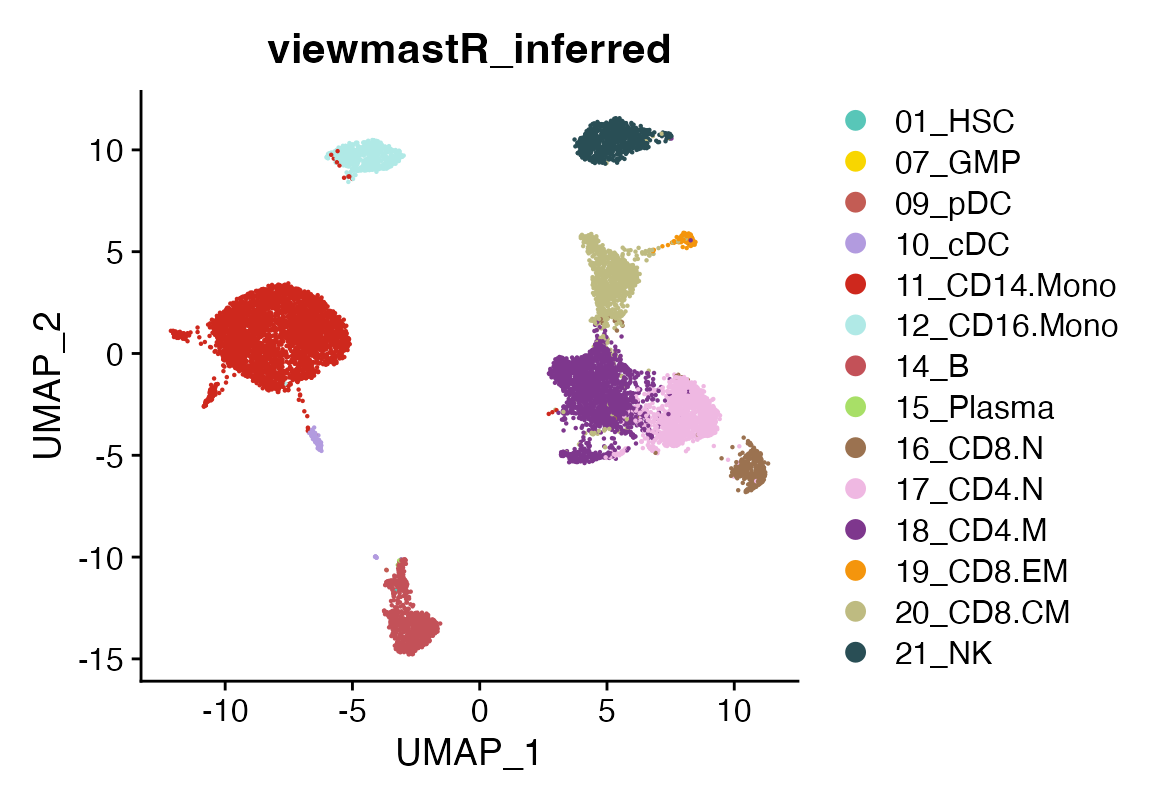 viewmastR_inferred
UMAP_2
10
5
0
-5
-10
-15
-10
-5
0
5
10
UMAP_1
01_HSC
07_GMP
09_pDC
10_cDC
11_CD14.Mono
12_CD16.Mono
14_B
15_Plasma
16_CD8.N
17_CD4.N
18_CD4.M
19_CD8.EM
20_CD8.CM
21_NK